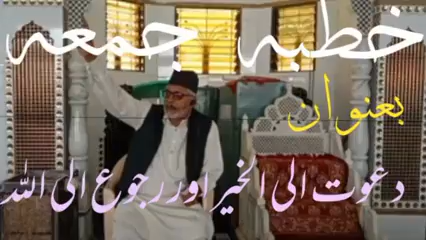 خطبہ جمعہ
بعنوان
دعوت الی الخیر اور رجوع الی اللہ